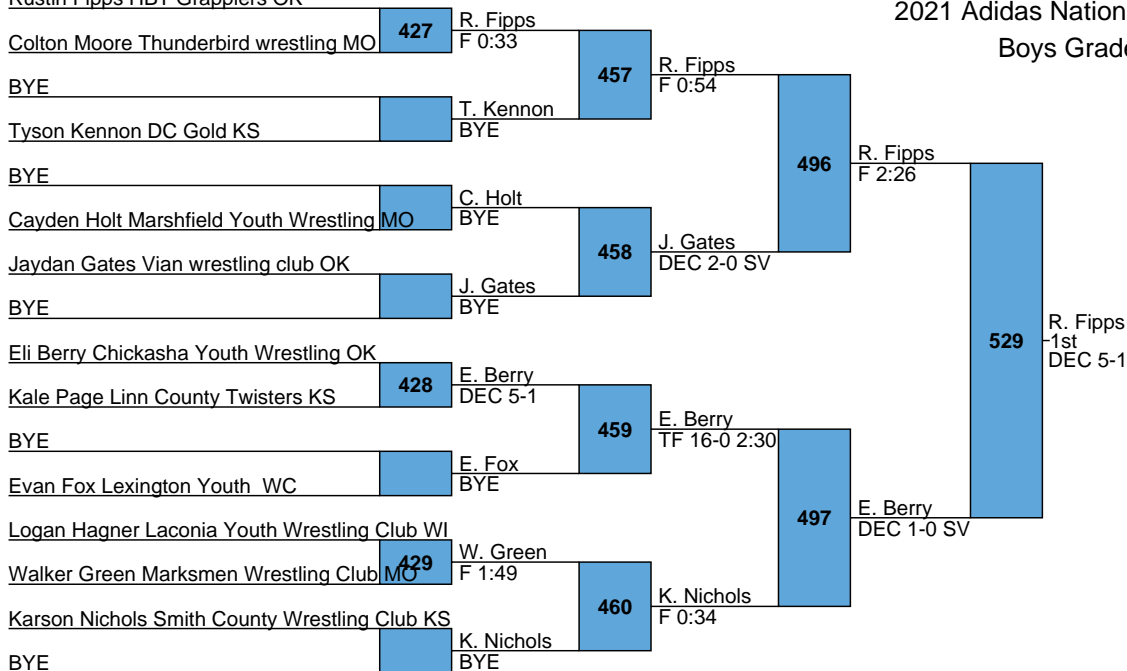 Rustin Fipps HBT Grapplers OK
2021 Adidas Nation
Boys Grade
427
R. Fipps
F 0:33
Colton Moore Thunderbird wrestling MO
457
R. Fipps
F 0:54
BYE
T. Kennon
BYE
Tyson Kennon DC Gold KS
496
R. Fipps
F 2:26
BYE
C. Holt
BYE
Cayden Holt Marshfield Youth Wrestling MO
458
J. Gates
DEC 2-0 SV
Jaydan Gates Vian wrestling club OK
J. Gates
BYE
BYE
529
R. Fipps
1st
DEC 5-1
Eli Berry Chickasha Youth Wrestling OK
428
E. Berry
DEC 5-1
Kale Page Linn County Twisters KS
459
E. Berry
TF 16-0 2:30
BYE
E. Fox
BYE
Evan Fox Lexington Youth  WC
497
E. Berry
DEC 1-0 SV
Logan Hagner Laconia Youth Wrestling Club WI
429
W. Green
F 1:49
Walker Green Marksmen Wrestling Club MO
460
K. Nichols
F 0:34
Karson Nichols Smith County Wrestling Club KS
K. Nichols
BYE
BYE